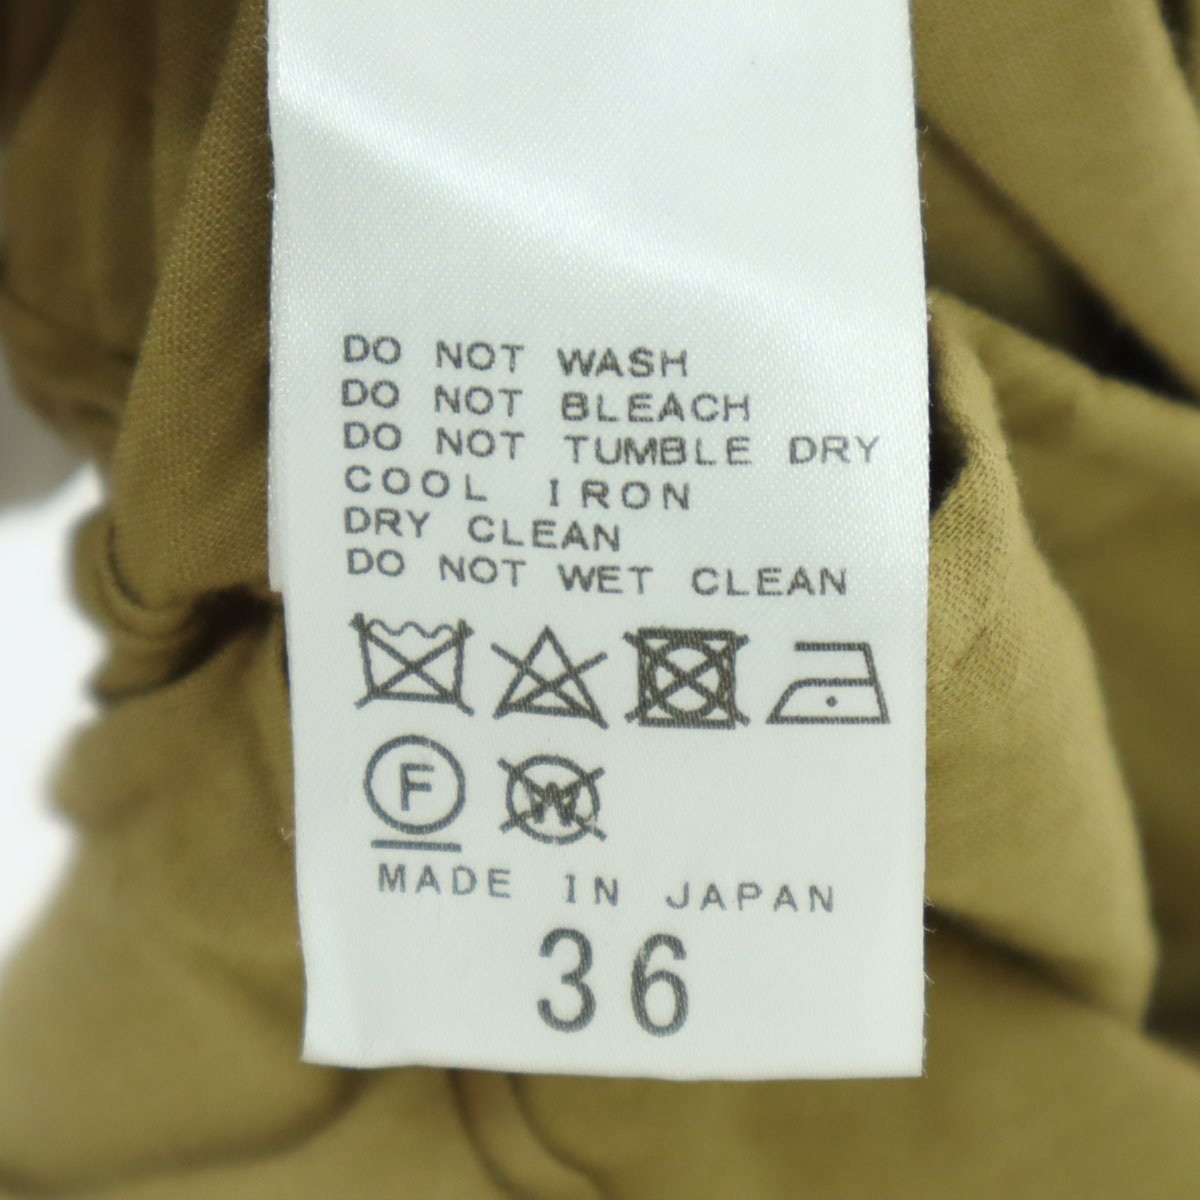 DO NOT WASH
DO NOT BLEACH
DO NOT TUMBLE DRY
COOL IRON
DRY CLEAN
DO NOT WET CLEAN
F W
MADE IN JAPAN
36